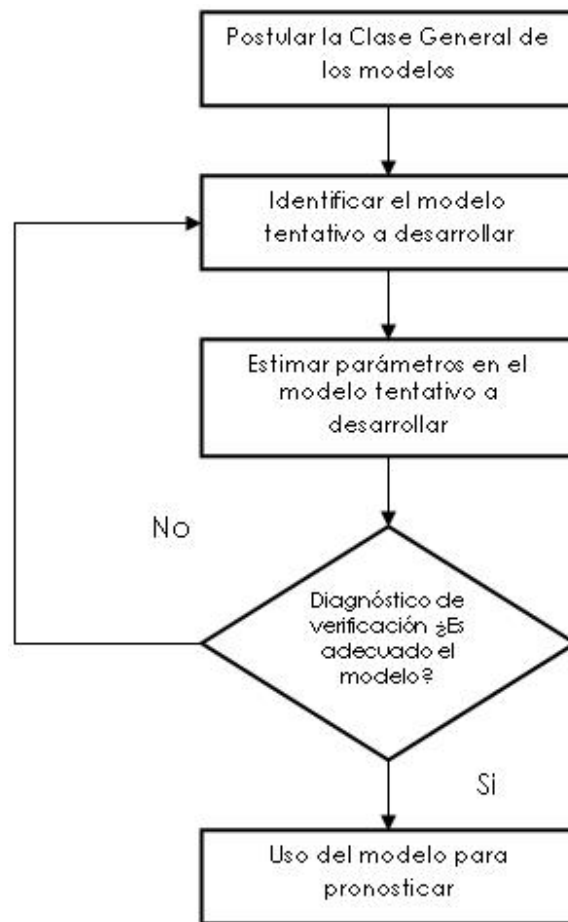 Postular la Clase General de
los modelos
Identificar el modelo
tentativo a desarrollar
Estimar parámetros en el
modelo tentativo a
desarrollar
No
Diagnóstico de
verificación ¿Es
adecuado el
modelo?
Si
Uso del modelo para
pronosticar